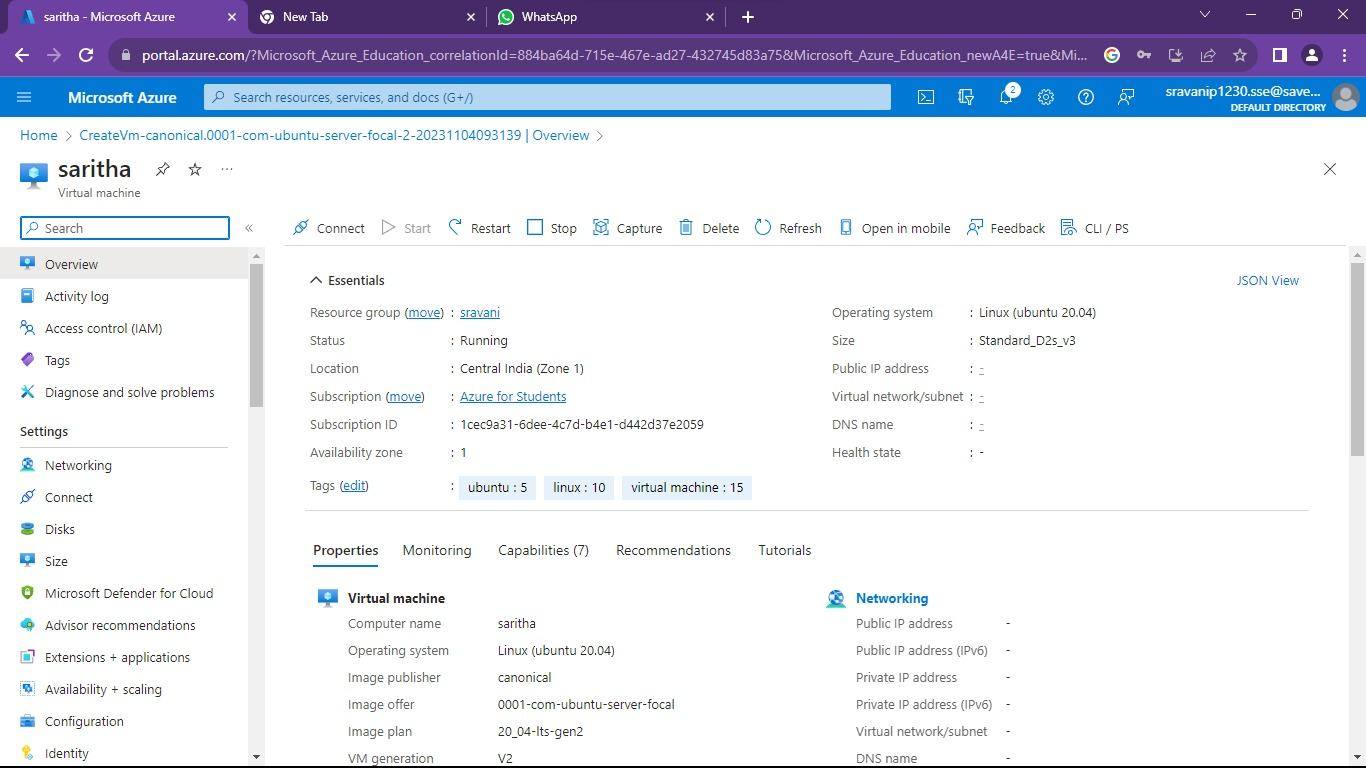 saritha - Microsoft Azure
New Tab
WhatsApp
portal.azure.com/?Microsoft_Azure_Education_correlationId=884ba64d-715e-467e-ad27-432745d83a75&Microsoft_Azure_Education_newA4E=true&Mi...
Microsoft Azure
Search resources, services, and docs (G+/)
2
sravanip1230.sse@save...
DEFAULT DIRECTORY
Home > CreateVm-canonical.0001-com-ubuntu-server-focal-2-20231104093139 | Overview >
saritha
Virtual machine
Search
Connect Start Restart Stop Capture Delete Refresh Open in mobile Feedback CLI / PS
Overview
Activity log
Access control (IAM)
Tags
Diagnose and solve problems
Settings
Networking
Connect
Disks
Size
Microsoft Defender for Cloud
Advisor recommendations
Extensions + applications
Availability + scaling
Configuration
Identity
Essentials
JSON View
Resource group (move) : sravani
Status : Running
Location : Central India (Zone 1)
Subscription (move) : Azure for Students
Subscription ID : 1cec9a31-6dee-4c7d-b4e1-d442d37e2059
Availability zone : 1
Tags (edit) : ubuntu : 5 linux : 10 virtual machine : 15
Operating system : Linux (ubuntu 20.04)
Size : Standard_D2s_v3
Public IP address : -
Virtual network/subnet : -
DNS name : -
Health state : -
Properties Monitoring Capabilities (7) Recommendations Tutorials
Virtual machine
Computer name saritha
Operating system Linux (ubuntu 20.04)
Image publisher canonical
Image offer 0001-com-ubuntu-server-focal
Image plan 20_04-lts-gen2
VM generation V2
Networking
Public IP address -
Public IP address (IPv6) -
Private IP address -
Private IP address (IPv6) -
Virtual network/subnet -
DNS name -